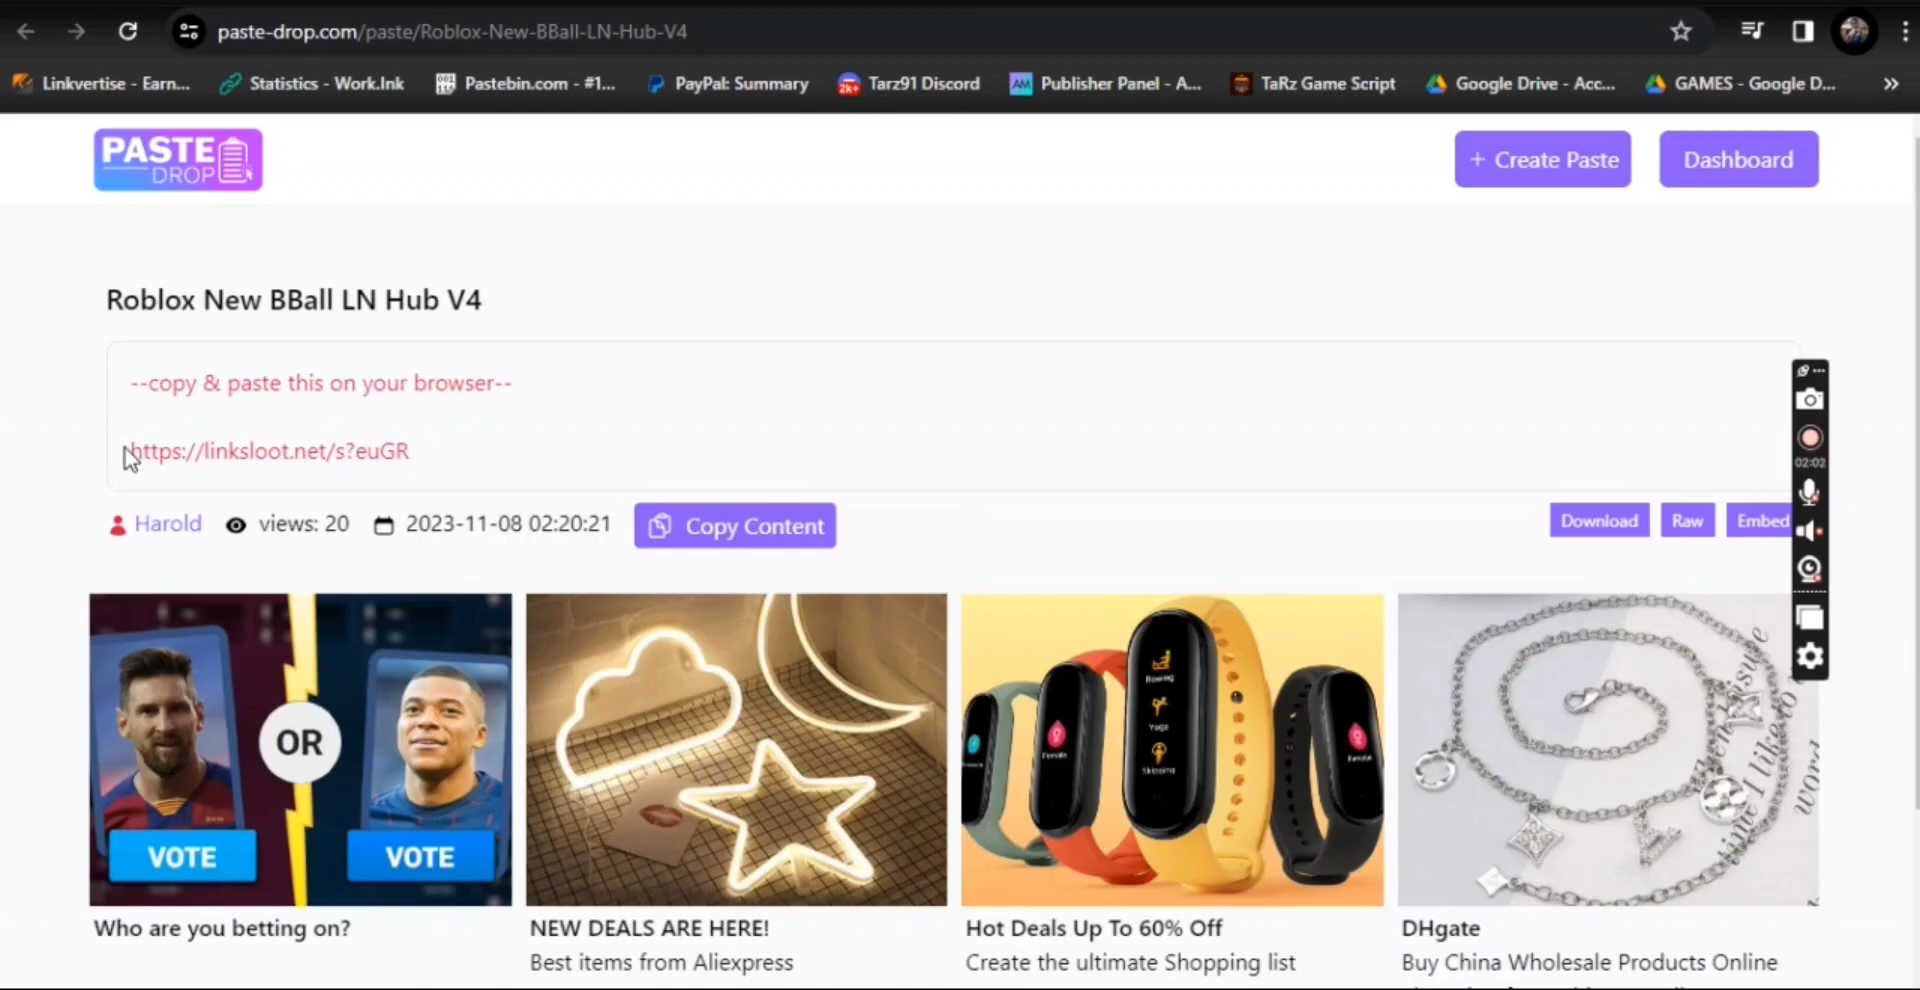 paste-drop.com/paste/Roblox-New-BBall-LN-Hub-V4
Linkvertise - Earn... Statistics - Work.Ink Pastebin.com - #1... PayPal: Summary Tarz91 Discord Publisher Panel - A... TaRz Game Script Google Drive - Acc... GAMES - Google D... »
PASTE
DROP
+ Create Paste Dashboard
Roblox New BBall LN Hub V4
--copy & paste this on your browser--
https://linksloot.net/s?euGR
02:02
Harold views: 20 2023-11-08 02:20:21 Copy Content Download Raw Embed
OR
VOTE VOTE
Rowing
Yoga
Skipping
Who are you betting on? NEW DEALS ARE HERE! Hot Deals Up To 60% Off DHgate
Best items from Aliexpress Create the ultimate Shopping list Buy China Wholesale Products Online